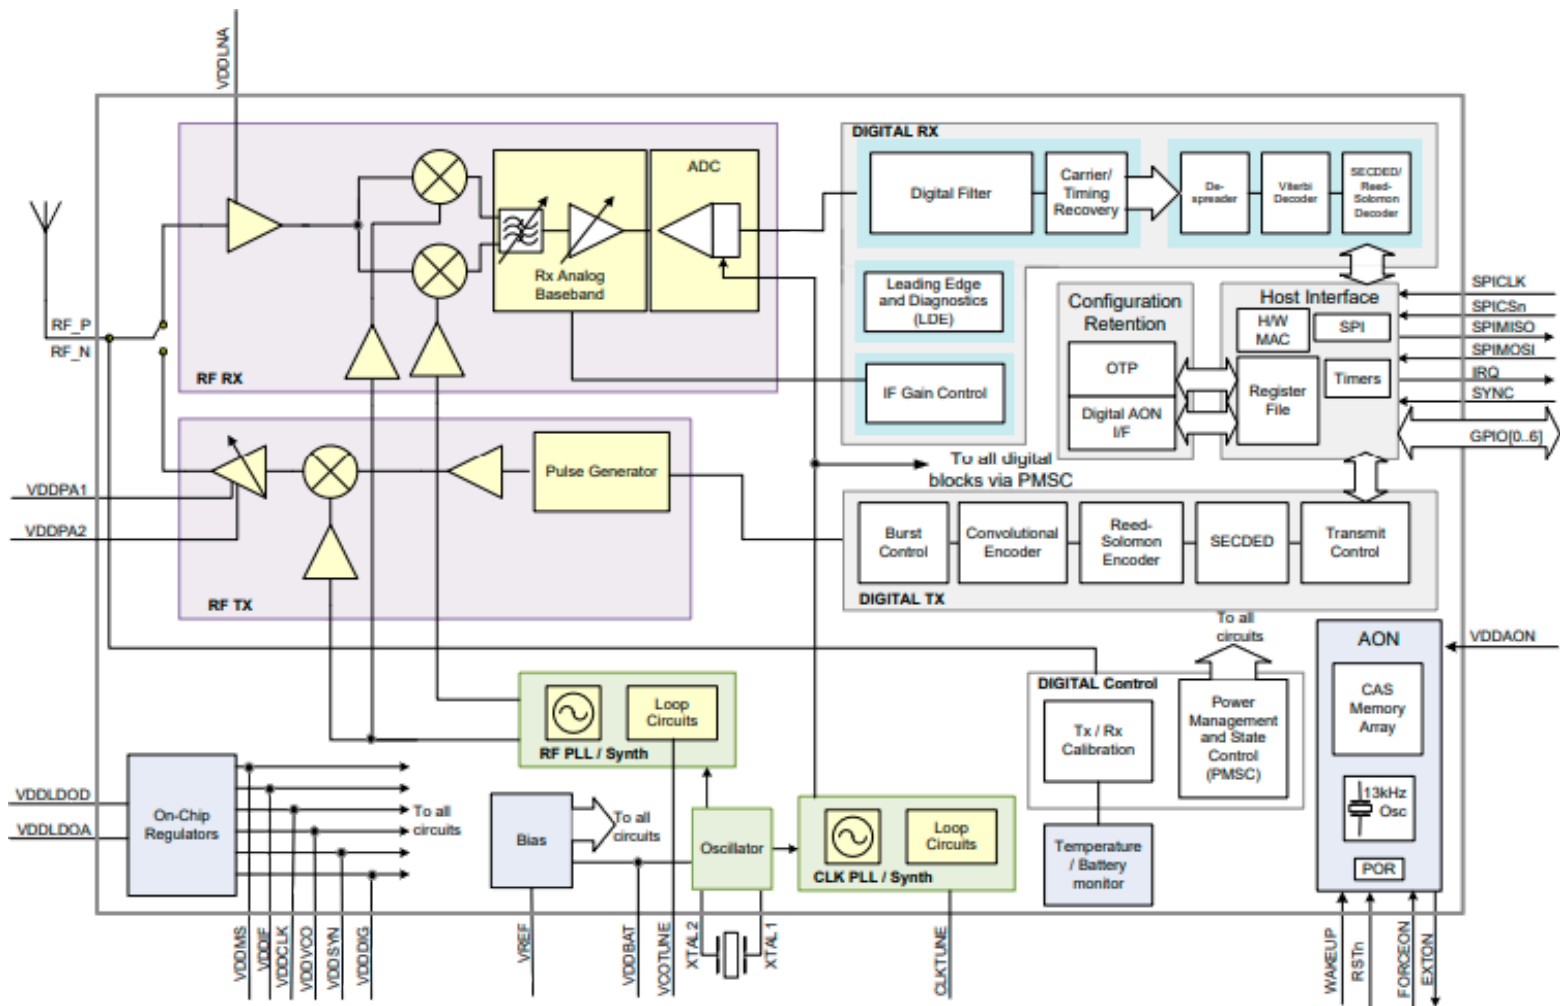 VDDLNA
DIGITAL RX
ADC
Digital Filter
Carrier/
Timing
Recovery
De-
spreader
Viterbi
Decoder
SECDED/
Reed-
Solomon
Decoder
Rx Analog
Baseband
Leading Edge
and Diagnostics
(LDE)
Configuration
Retention
Host Interface
H/W
MAC
SPI
SPICLK
SPICSn
SPIMISO
SPIMOSI
IRQ
SYNC
GPIO[0..6]
RF_P
RF_N
RF RX
IF Gain Control
OTP
Digital AON
I/F
Register
File
Timers
Pulse Generator
To all digital
blocks via PMSC
VDDPA1
VDDPA2
Burst
Control
Convolutional
Encoder
Reed-
Solomon
Encoder
SECDED
Transmit
Control
RF TX
DIGITAL TX
To all
circuits
AON
VDDAON
DIGITAL Control
Loop
Circuits
RF PLL / Synth
Tx / Rx
Calibration
Power
Management
and State
Control
(PMSC)
CAS
Memory
Array
VDDLDOD
VDDLDOA
On-Chip
Regulators
To all
circuits
Bias
To all
circuits
Oscillator
Loop
Circuits
CLK PLL / Synth
Temperature
/ Battery
monitor
13kHz
Osc
POR
VDDMS
VDDIF
VDDCLK
VDDVCO
VDDSYN
VDDDIG
VREF
VDDBAT
VCOTUNE
XTAL2
XTAL1
CLKTUNE
WAKEUP
RSTn
FORCEON
EXTON